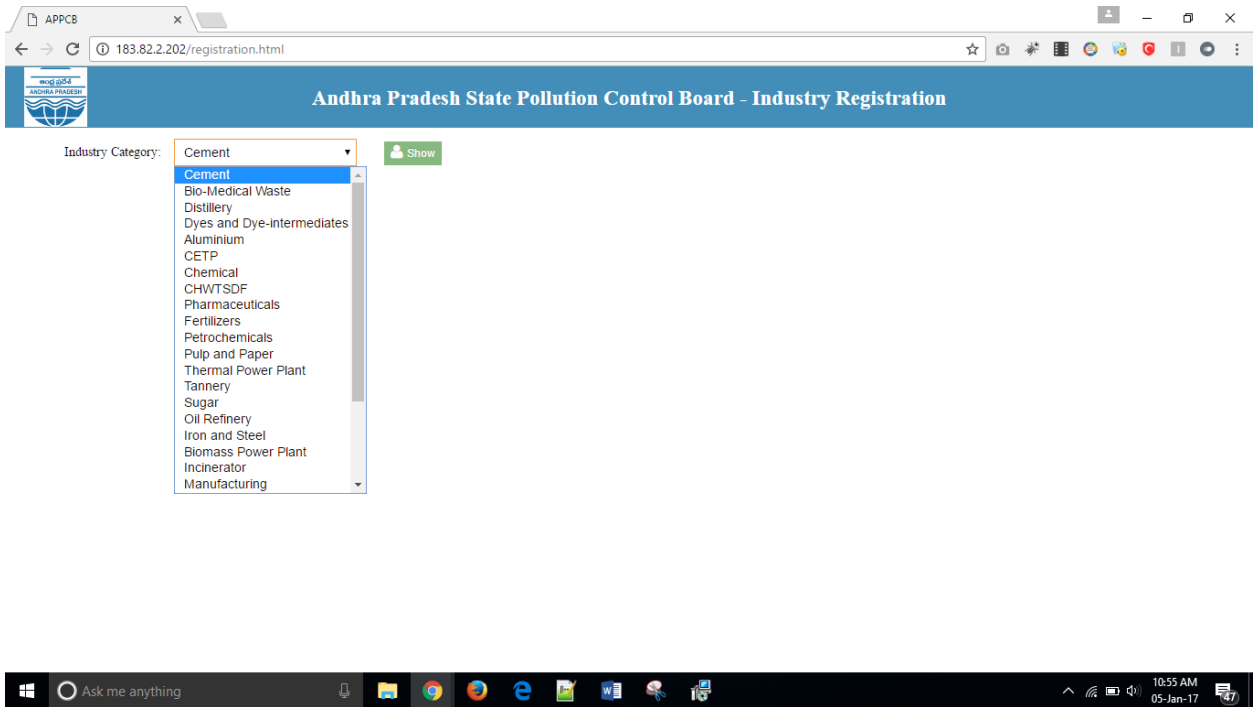 APPCB
183.82.2.202/registration.html
ఆంధ్ర ప్రదేశ్
ANDHRA PRADESH
Andhra Pradesh State Pollution Control Board - Industry Registration
Industry Category: Cement Show
Cement
Bio-Medical Waste
Distillery
Dyes and Dye-intermediates
Aluminium
CETP
Chemical
CHWTSDF
Pharmaceuticals
Fertilizers
Petrochemicals
Pulp and Paper
Thermal Power Plant
Tannery
Sugar
Oil Refinery
Iron and Steel
Biomass Power Plant
Incinerator
Manufacturing
Ask me anything
10:55 AM
05-Jan-17
47